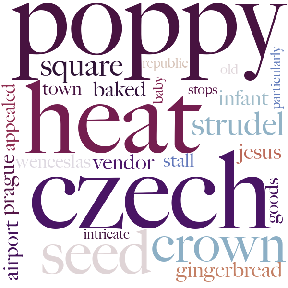 poppy
square
republic
old
particularly
town
baked
baby
stops
infant
appealed
heat
strudel
wenceslas
vendor
stall
jesus
prague
czech
goods
airport
intricate
seed
crown
gingerbread